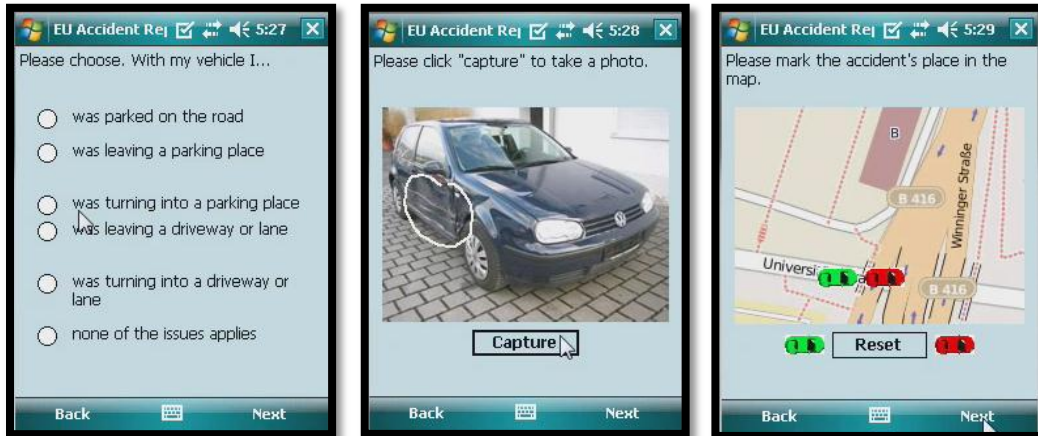 EU Accident Rej 5:27
Please choose. With my vehicle I...
was parked on the road
was leaving a parking place
was turning into a parking place
was leaving a driveway or lane
was turning into a driveway or
lane
none of the issues applies
Back Next
EU Accident Rej 5:28
Please click "capture" to take a photo.
Capture
Back Next
EU Accident Rej 5:29
Please mark the accident's place in the
map.
B
B 416
Winninger Straße
Universi
B 416
Reset
Back Next